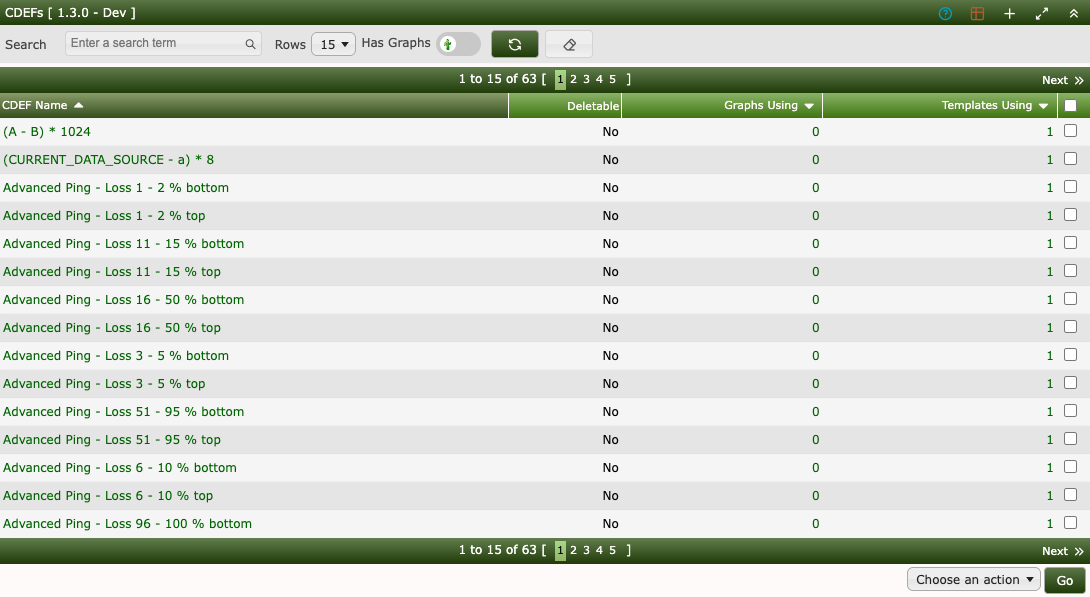 CDEFs [ 1.3.0 - Dev ]
Search Enter a search term Rows 15 Has Graphs
1 to 15 of 63 [ 1 2 3 4 5 ] Next
CDEF Name Deletable Graphs Using Templates Using
(A - B) * 1024 No 0 1
(CURRENT_DATA_SOURCE - a) * 8 No 0 1
Advanced Ping - Loss 1 - 2 % bottom No 0 1
Advanced Ping - Loss 1 - 2 % top No 0 1
Advanced Ping - Loss 11 - 15 % bottom No 0 1
Advanced Ping - Loss 11 - 15 % top No 0 1
Advanced Ping - Loss 16 - 50 % bottom No 0 1
Advanced Ping - Loss 16 - 50 % top No 0 1
Advanced Ping - Loss 3 - 5 % bottom No 0 1
Advanced Ping - Loss 3 - 5 % top No 0 1
Advanced Ping - Loss 51 - 95 % bottom No 0 1
Advanced Ping - Loss 51 - 95 % top No 0 1
Advanced Ping - Loss 6 - 10 % bottom No 0 1
Advanced Ping - Loss 6 - 10 % top No 0 1
Advanced Ping - Loss 96 - 100 % bottom No 0 1
1 to 15 of 63 [ 1 2 3 4 5 ] Next
Choose an action Go